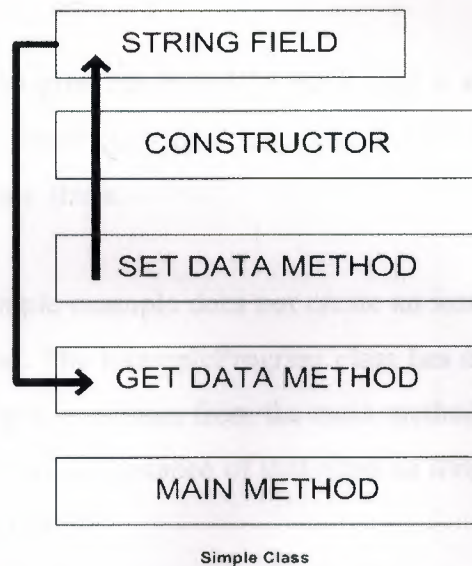 STRING FIELD
CONSTRUCTOR
SET DATA METHOD
GET DATA METHOD
MAIN METHOD
Simple Class